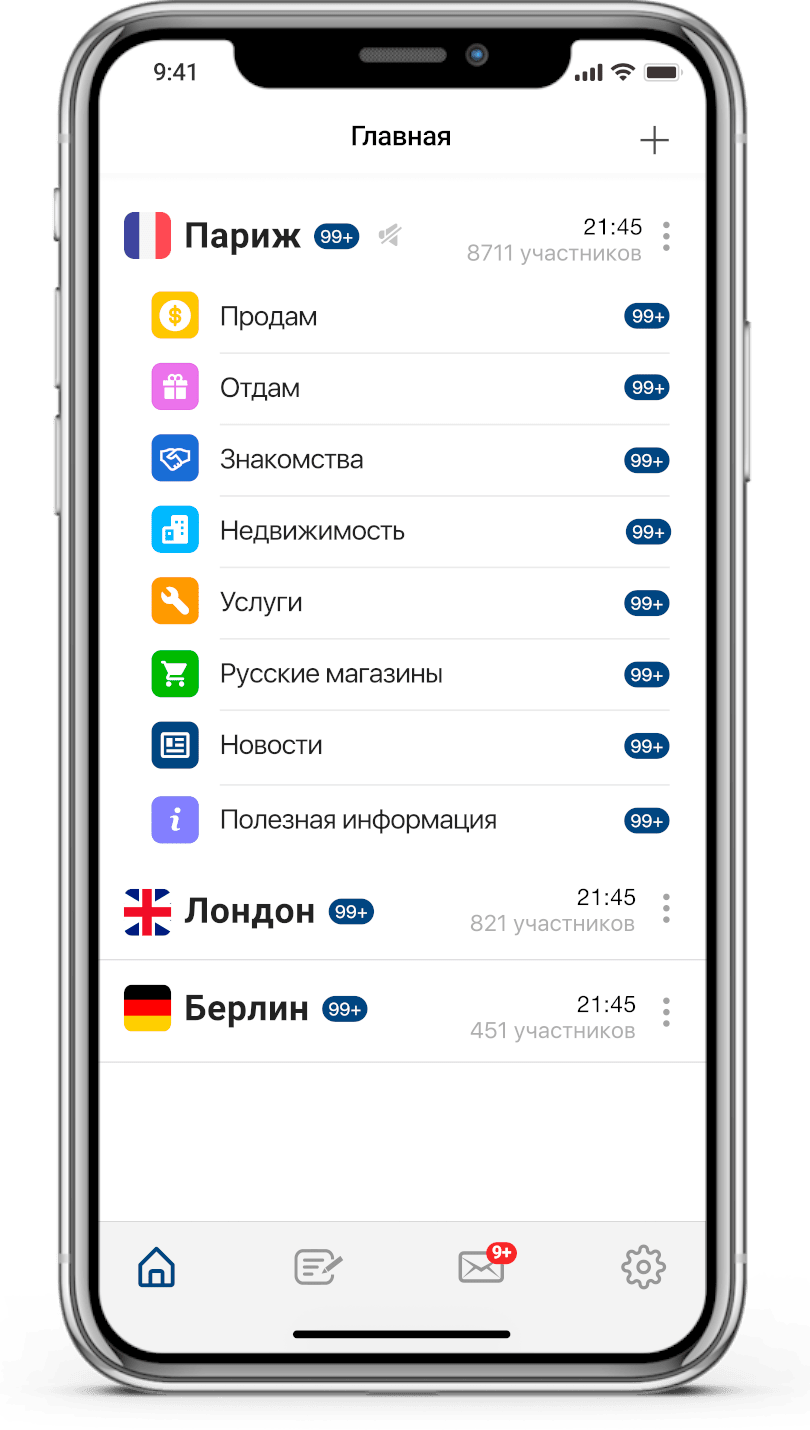 9:41
Главная
Париж 99+ 21:45
8711 участников
$ Продам 99+
Отдам 99+
Знакомства 99+
Недвижимость 99+
Услуги 99+
Русские магазины 99+
Новости 99+
i Полезная информация 99+
Лондон 99+ 21:45
821 участников
Берлин 99+ 21:45
451 участников
9+